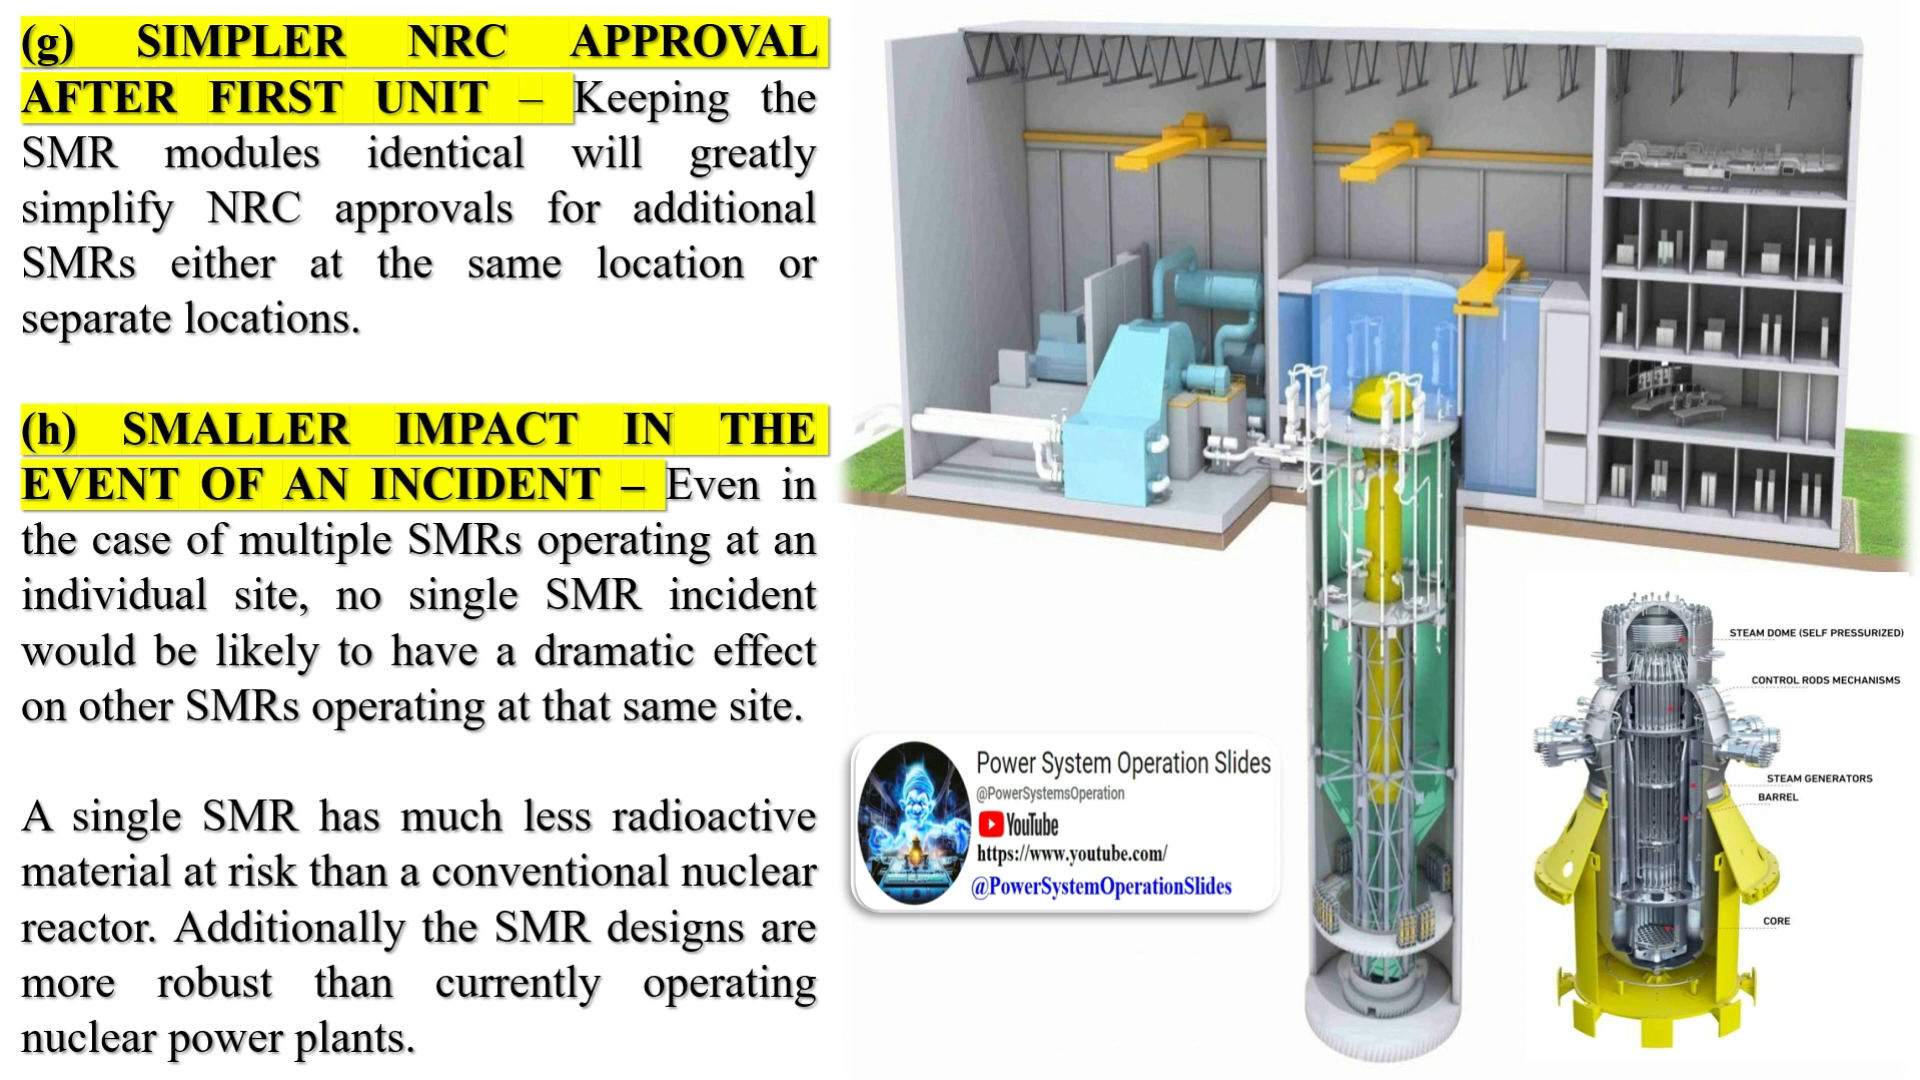 (g) SIMPLER NRC APPROVAL
AFTER FIRST UNIT – Keeping the
SMR modules identical will greatly
simplify NRC approvals for additional
SMRs either at the same location or
separate locations.
(h) SMALLER IMPACT IN THE
EVENT OF AN INCIDENT – Even in
the case of multiple SMRs operating at an
individual site, no single SMR incident
would be likely to have a dramatic effect
on other SMRs operating at that same site.
A single SMR has much less radioactive
material at risk than a conventional nuclear
reactor. Additionally the SMR designs are
more robust than currently operating
nuclear power plants.
Power System Operation Slides
@PowerSystemsOperation
YouTube
https://www.youtube.com/
@PowerSystemOperationSlides
STEAM DOME (SELF PRESSURIZED)
CONTROL RODS MECHANISMS
STEAM GENERATORS
BARREL
CORE